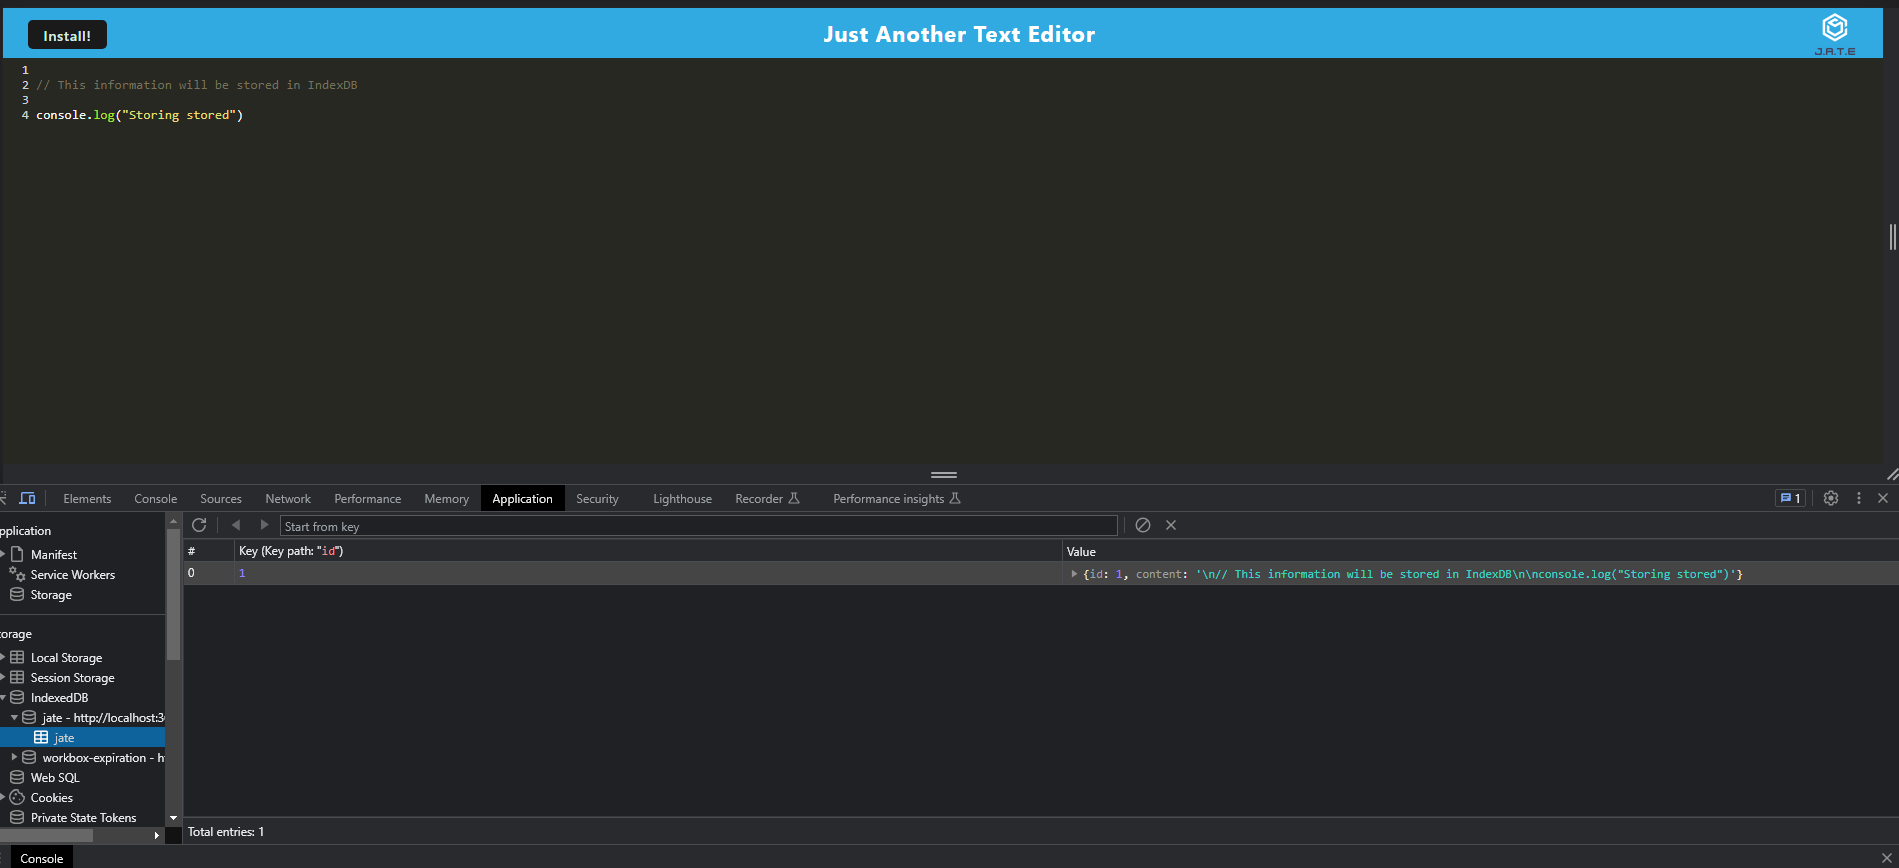 Install!
Just Another Text Editor
J.A.T.E
1
2 // This information will be stored in IndexDB
3
4 console.log("Storing stored")
Elements Console Sources Network Performance Memory Application Security Lighthouse Recorder Performance insights 1
pplication
Manifest
Service Workers
Storage
torage
Local Storage
Session Storage
IndexedDB
jate - http://localhost:3
jate
workbox-expiration - h
Web SQL
Cookies
Private State Tokens
Start from key
# Key (Key path: "id") Value
0 1 {id: 1, content: '\n// This information will be stored in IndexDB\n\nconsole.log("Storing stored")'}
Total entries: 1
Console